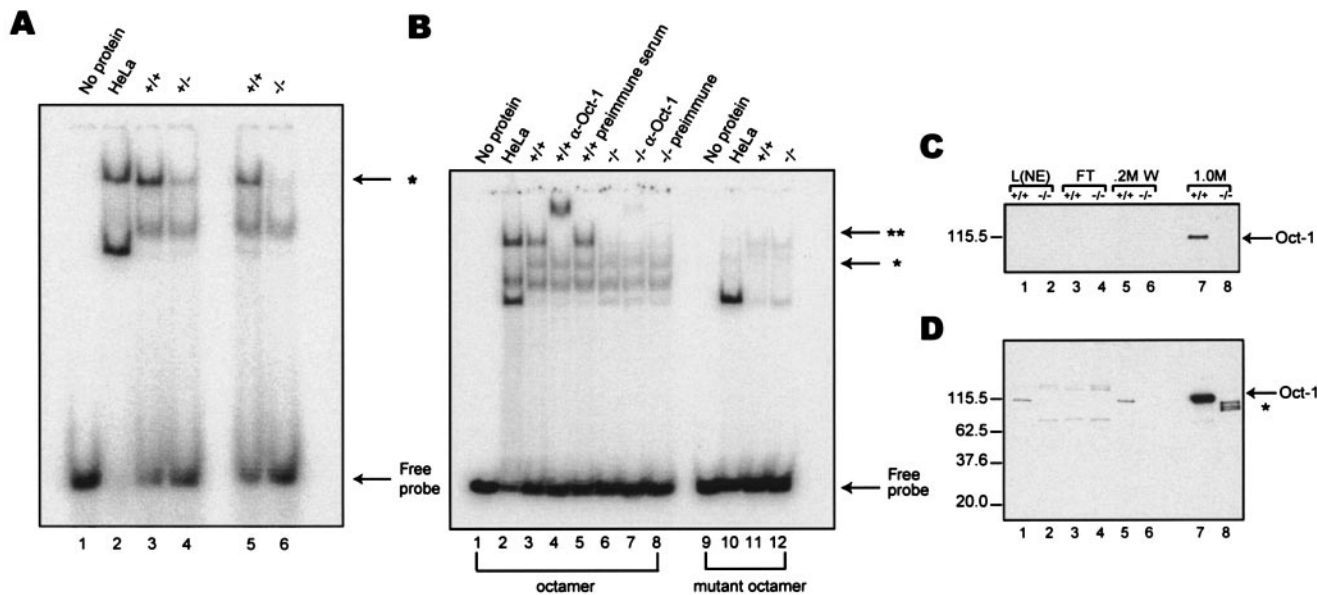 A
No protein
HeLa
+/+
+/-
+/+
-/-
*
Free
probe
1 2 3 4 5 6
B
No protein
HeLa
+/+
+/+ α-Oct-1
+/+ preimmune serum
-/-
-/- α-Oct-1
-/- preimmune
No protein
HeLa
+/+
-/-
**
*
Free
probe
1 2 3 4 5 6 7 8 9 10 11 12
octamer mutant octamer
C
L(NE) FT .2M W 1.0M
+/+ -/- +/+ -/- +/+ -/- +/+ -/-
115.5 Oct-1
1 2 3 4 5 6 7 8
D
Oct-1
115.5
*
62.5
37.6
20.0
1 2 3 4 5 6 7 8